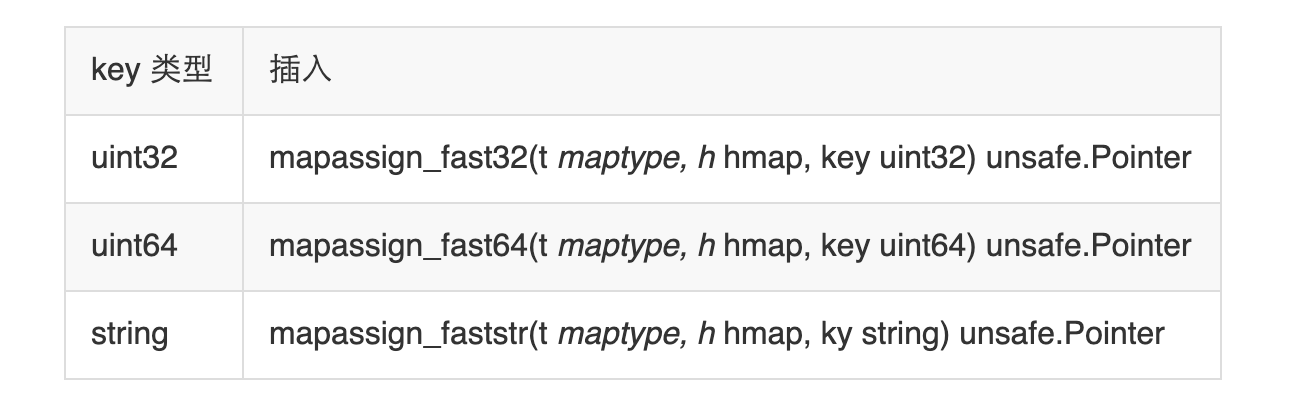 key 类型 插入
uint32 mapassign_fast32(t maptype, h hmap, key uint32) unsafe.Pointer
uint64 mapassign_fast64(t maptype, h hmap, key uint64) unsafe.Pointer
string mapassign_faststr(t maptype, h hmap, ky string) unsafe.Pointer